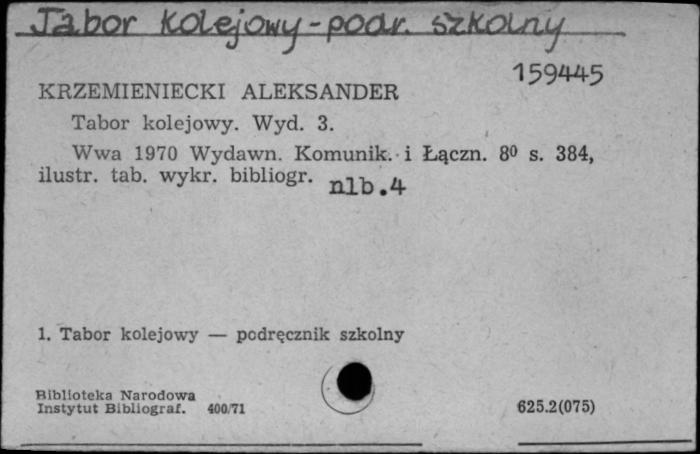 Tabor kolejowy - podr. szkolny
159445
KRZEMIENIECKI ALEKSANDER
Tabor kolejowy. Wyd. 3.
Wwa 1970 Wydawn. Komunik. i Łączn. 8⁰ s. 384,
ilustr. tab. wykr. bibliogr. nlb.4
1. Tabor kolejowy — podręcznik szkolny
Biblioteka Narodowa
Instytut Bibliograf. 400/71
625.2(075)